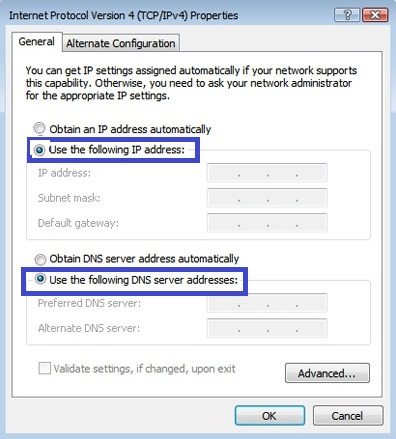 Internet Protocol Version 4 (TCP/IPv4) Properties
General
Alternate Configuration
You can get IP settings assigned automatically if your network supports
this capability. Otherwise, you need to ask your network administrator
for the appropriate IP settings.
Obtain an IP address automatically
Use the following IP address:
IP address:
Subnet mask:
Default gateway:
Obtain DNS server address automatically
Use the following DNS server addresses:
Preferred DNS server:
Alternate DNS server:
Validate settings, if changed, upon exit
Advanced...
OK
Cancel